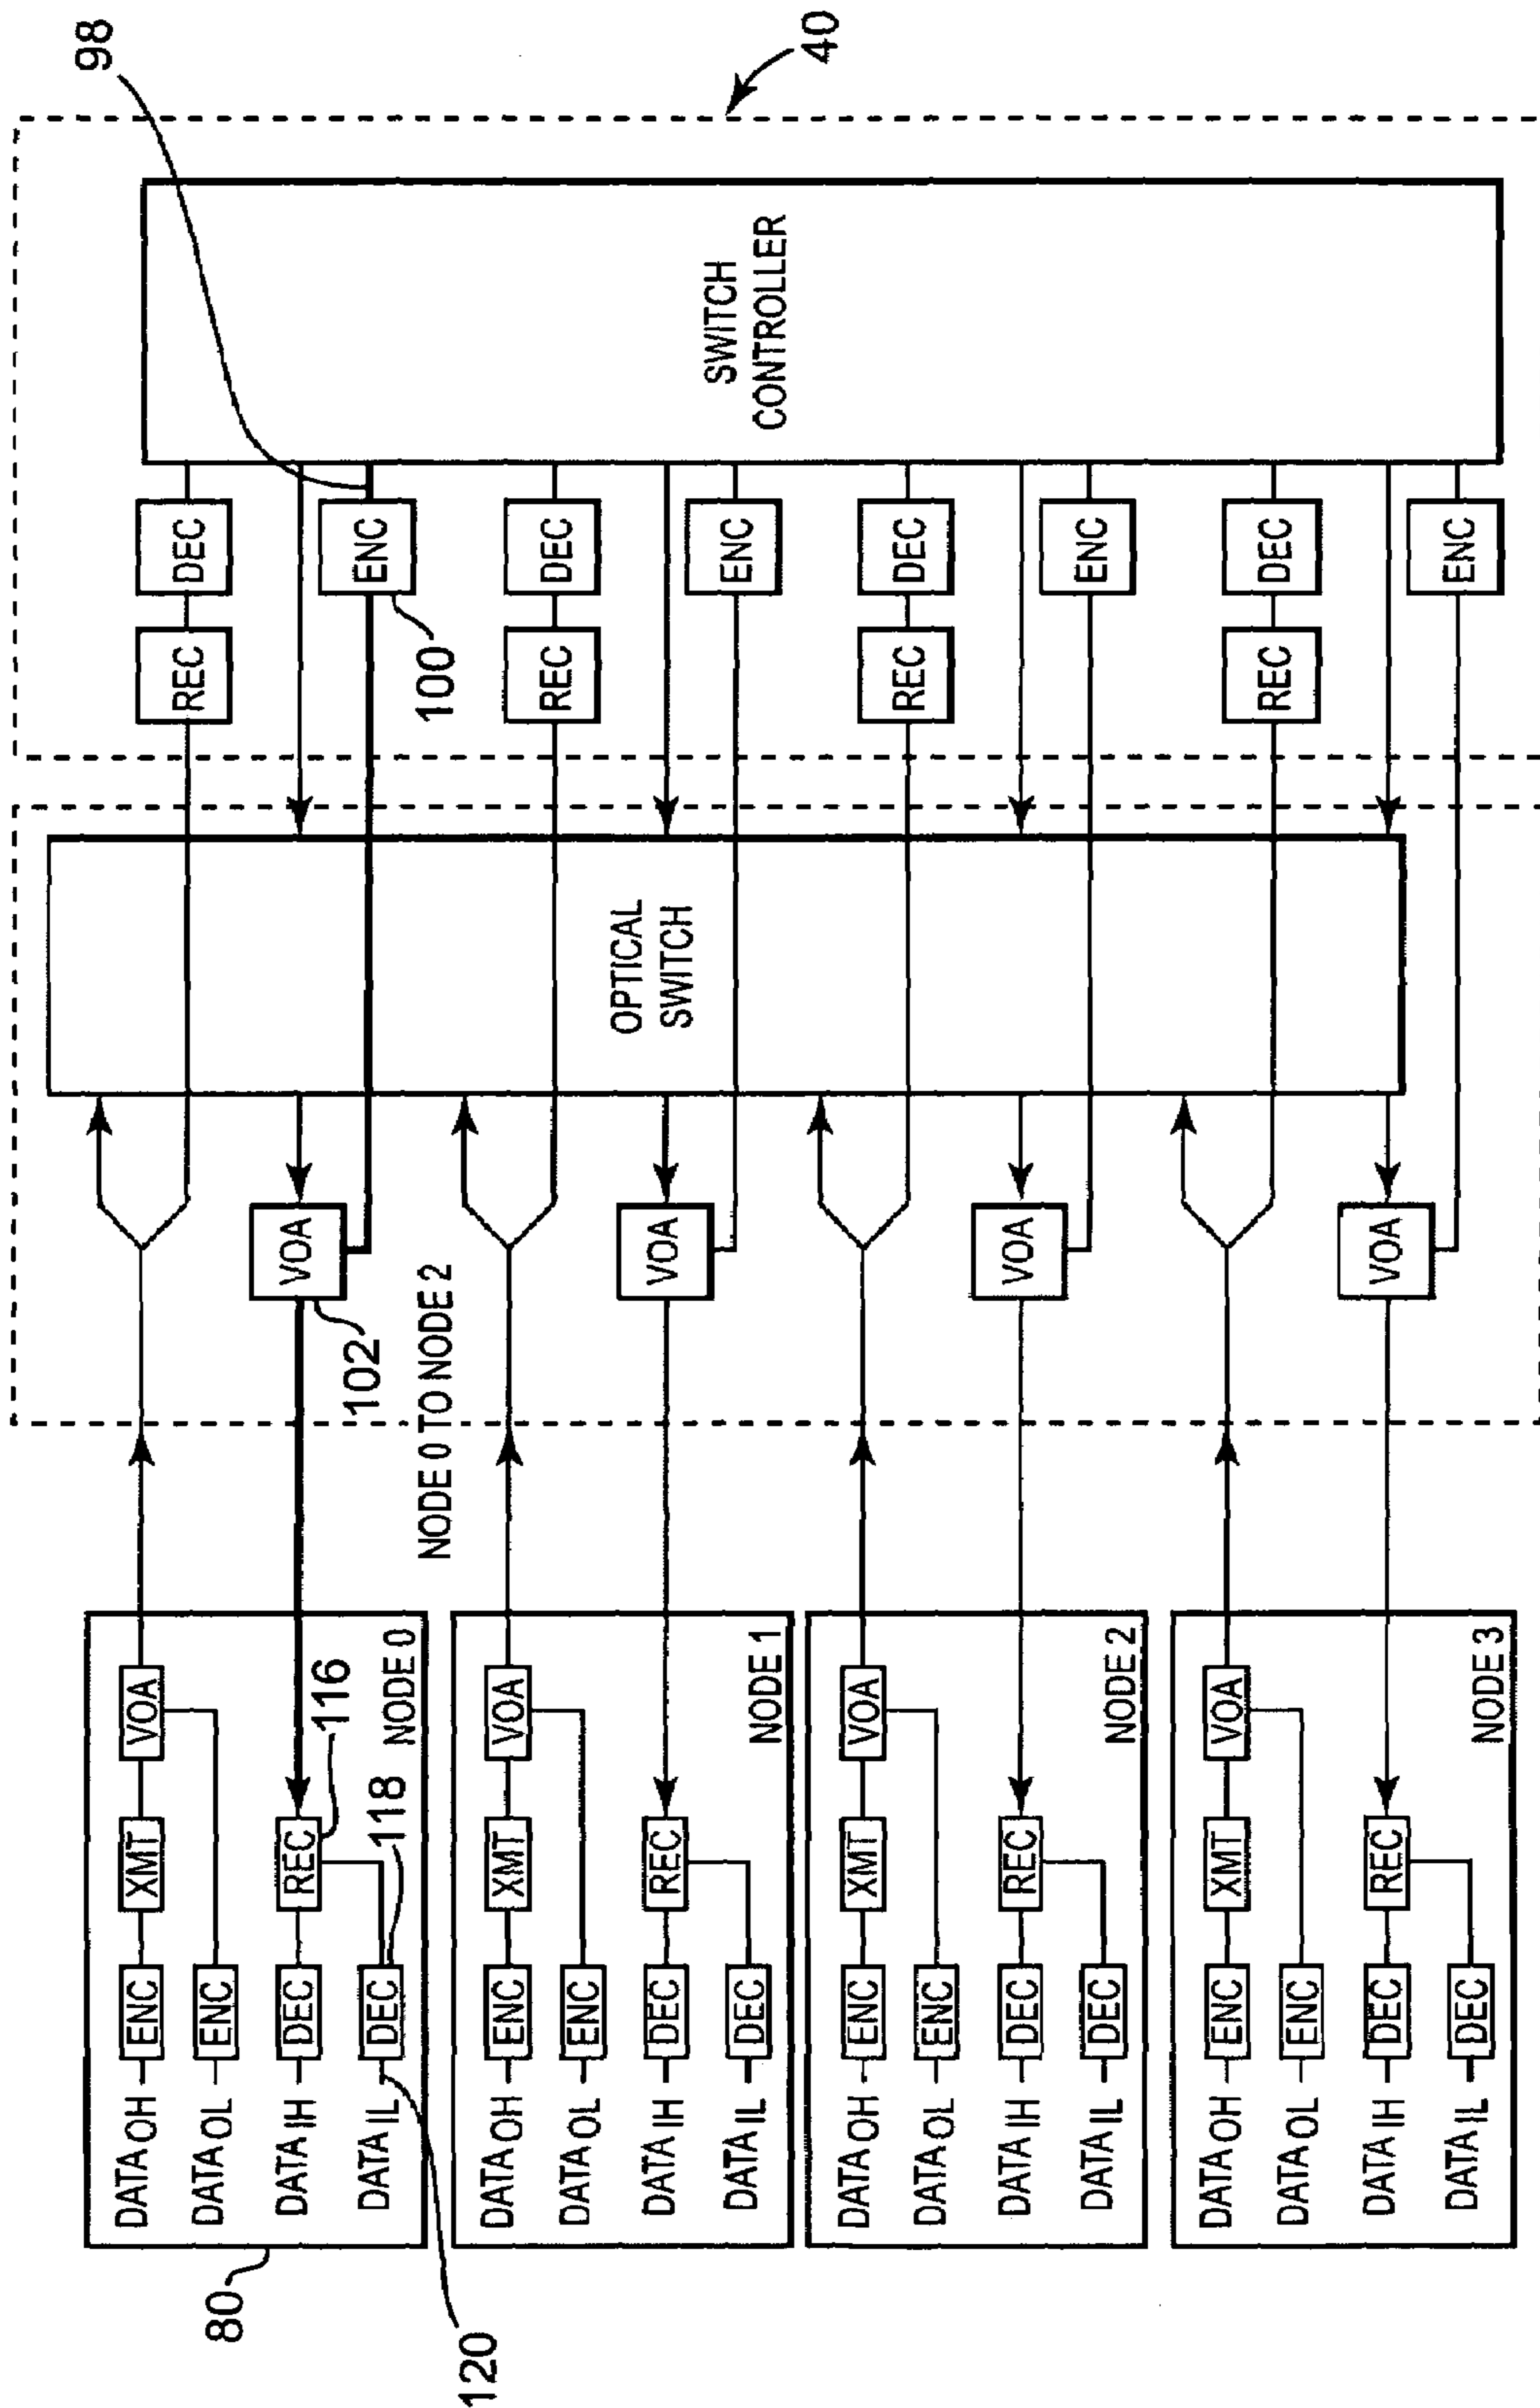 98
40
SWITCH
CONTROLLER
DEC
REC
ENC
100
DEC
REC
ENC
DEC
REC
ENC
DEC
REC
ENC
OPTICAL
SWITCH
VOA
102
VOA
VOA
VOA
NODE 0 TO NODE 2
80
DATA OH
ENC
XMT
VOA
DATA OL
ENC
DATA IH
DEC
REC
116
DATA IL
DEC
118
120
NODE 0
DATA OH
ENC
XMT
VOA
DATA OL
ENC
DATA IH
DEC
REC
DATA IL
DEC
NODE 1
DATA OH
ENC
XMT
VOA
DATA OL
ENC
DATA IH
DEC
REC
DATA IL
DEC
NODE 2
DATA OH
ENC
XMT
VOA
DATA OL
ENC
DATA IH
DEC
REC
DATA IL
DEC
NODE 3